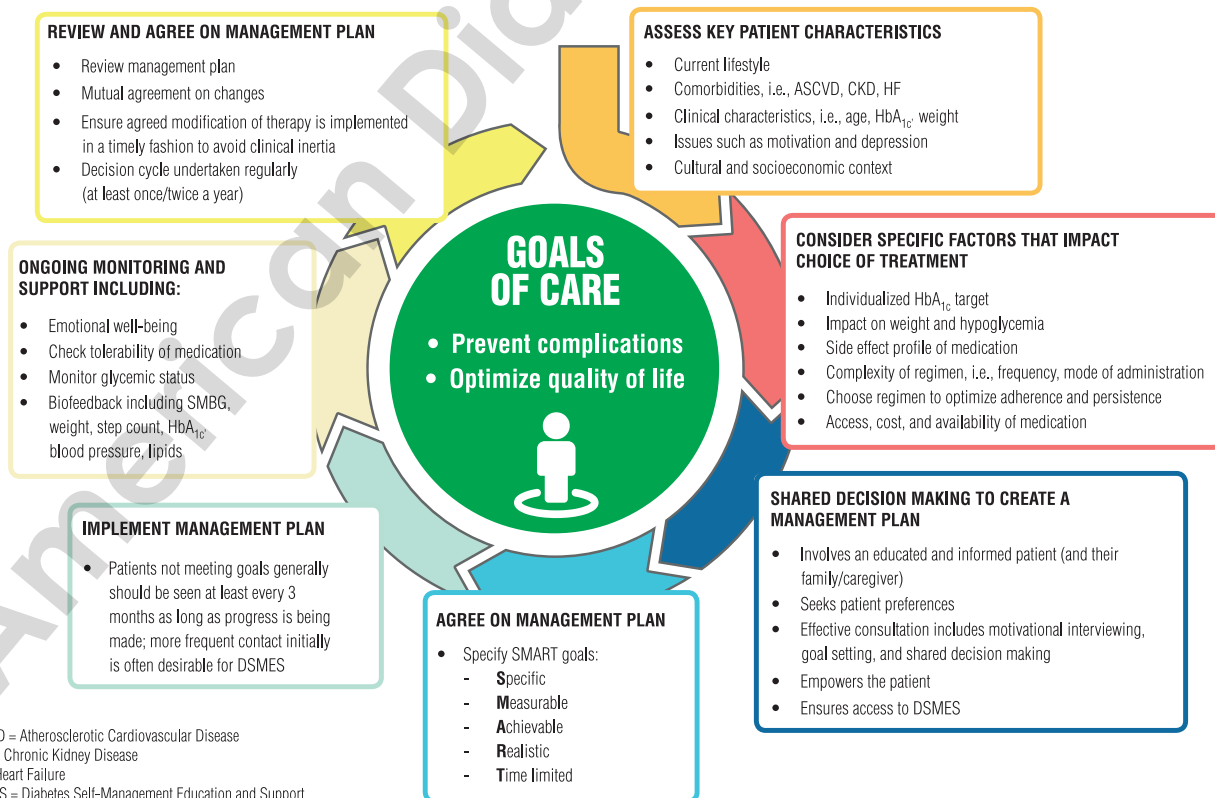 REVIEW AND AGREE ON MANAGEMENT PLAN
• Review management plan
• Mutual agreement on changes
• Ensure agreed modification of therapy is implemented
in a timely fashion to avoid clinical inertia
• Decision cycle undertaken regularly
(at least once/twice a year)
ASSESS KEY PATIENT CHARACTERISTICS
• Current lifestyle
• Comorbidities, i.e., ASCVD, CKD, HF
• Clinical characteristics, i.e., age, HbA1c, weight
• Issues such as motivation and depression
• Cultural and socioeconomic context
CONSIDER SPECIFIC FACTORS THAT IMPACT
CHOICE OF TREATMENT
• Individualized HbA1c target
• Impact on weight and hypoglycemia
• Side effect profile of medication
• Complexity of regimen, i.e., frequency, mode of administration
• Choose regimen to optimize adherence and persistence
• Access, cost, and availability of medication
SHARED DECISION MAKING TO CREATE A
MANAGEMENT PLAN
• Involves an educated and informed patient (and their
family/caregiver)
• Seeks patient preferences
• Effective consultation includes motivational interviewing,
goal setting, and shared decision making
• Empowers the patient
• Ensures access to DSMES
AGREE ON MANAGEMENT PLAN
• Specify SMART goals:
- Specific
- Measurable
- Achievable
- Realistic
- Time limited
IMPLEMENT MANAGEMENT PLAN
• Patients not meeting goals generally
should be seen at least every 3
months as long as progress is being
made; more frequent contact initially
is often desirable for DSMES
ONGOING MONITORING AND
SUPPORT INCLUDING:
• Emotional well-being
• Check tolerability of medication
• Monitor glycemic status
• Biofeedback including SMBG,
weight, step count, HbA1c,
blood pressure, lipids
GOALS
OF CARE
• Prevent complications
• Optimize quality of life
D = Atherosclerotic Cardiovascular Disease
Chronic Kidney Disease
Heart Failure
S = Diabetes Self-Management Education and Support
American Dia